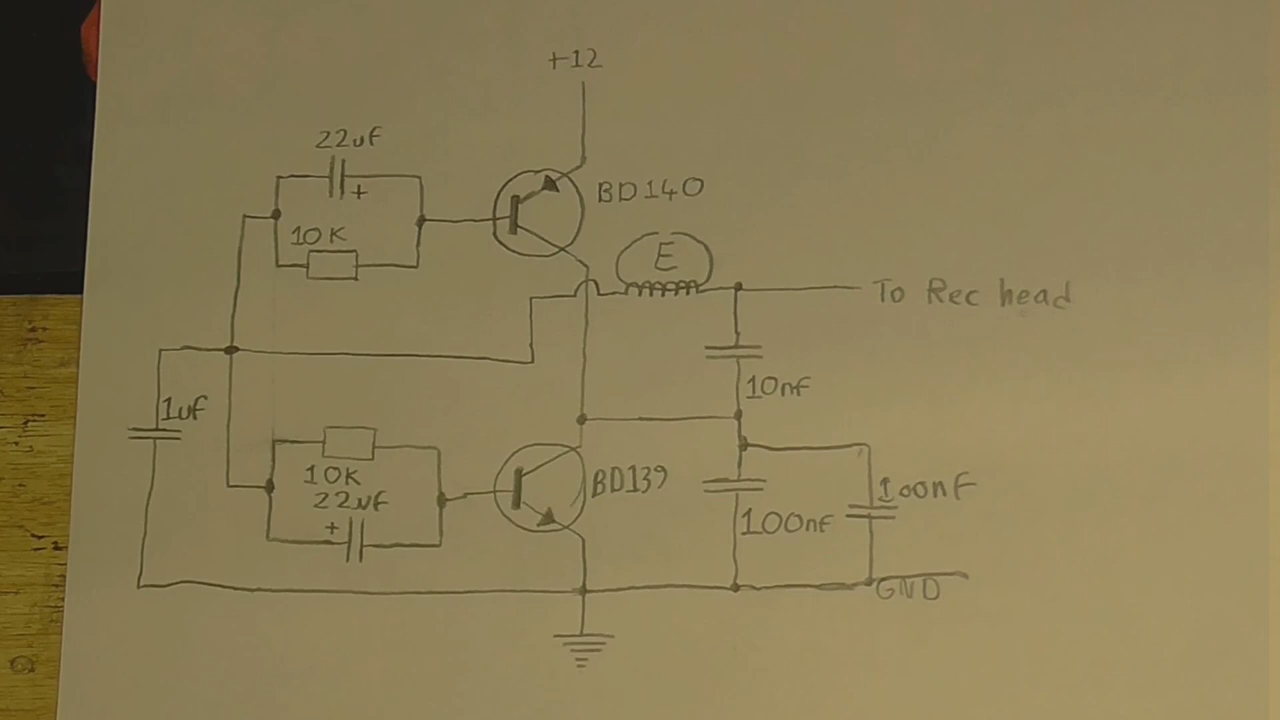 +12
22uF
+
BD140
10K
E
To Rec head
10nF
1uF
10K
BD139
22uF
+
100nF
100nF
GND